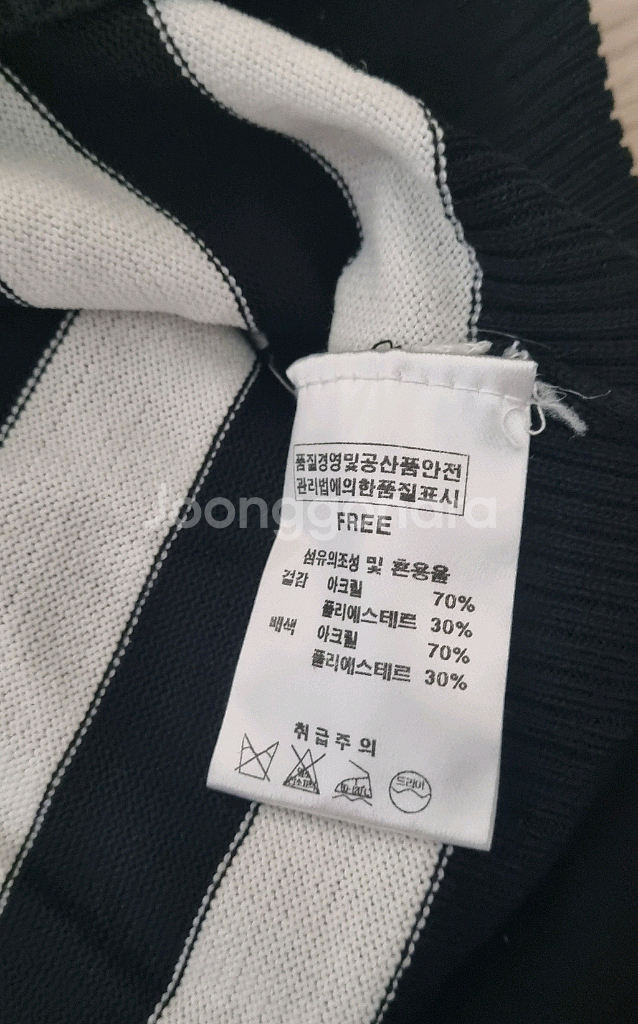 품질경영및공산품안전
관리법에의한품질표시
joonggonara
FREE
섬유의조성 및 혼용율
겉감 아크릴 70%
폴리에스테르 30%
배색 아크릴 70%
폴리에스테르 30%
취급주의
드라이